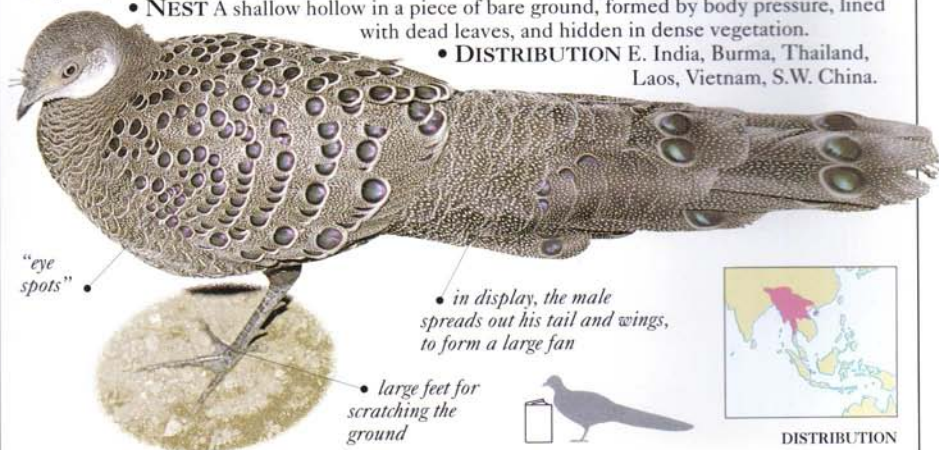 • NEST A shallow hollow in a piece of bare ground, formed by body pressure, lined
with dead leaves, and hidden in dense vegetation.
• DISTRIBUTION E. India, Burma, Thailand,
Laos, Vietnam, S.W. China.
"eye
spots" •
• in display, the male
spreads out his tail and wings,
to form a large fan
• large feet for
scratching the
ground
DISTRIBUTION